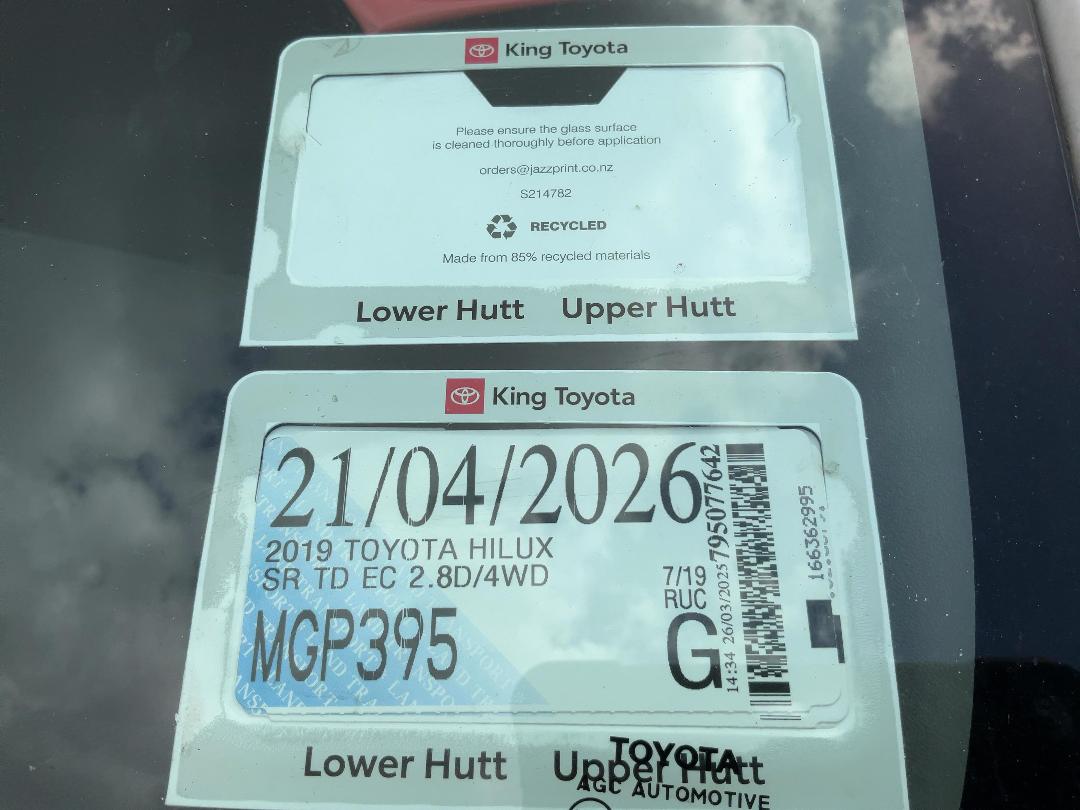 King Toyota
Please ensure the glass surface
is cleaned thoroughly before application
orders@jazzprint.co.nz
S214782
RECYCLED
Made from 85% recycled materials
Lower Hutt Upper Hutt
King Toyota
21/04/2026
2019 TOYOTA HILUX
SR TD EC 2.8D/4WD
7/19
RUC
MGP395
G
14:34 26/03/2025 795077642
166362995
Lower Hutt Upper Hutt
TOYOTA
AGC AUTOMOTIVE